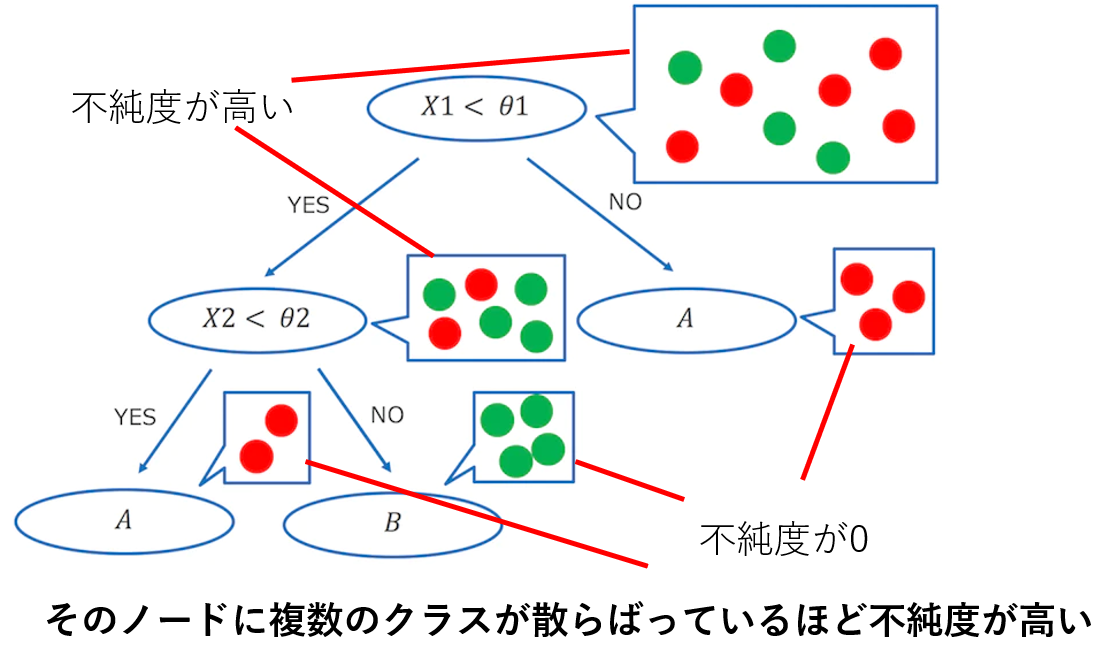 不純度が高い
X1 < θ1
YES
NO
X2 < θ2
A
YES
NO
A
B
不純度が0
そのノードに複数のクラスが散らばっているほど不純度が高い